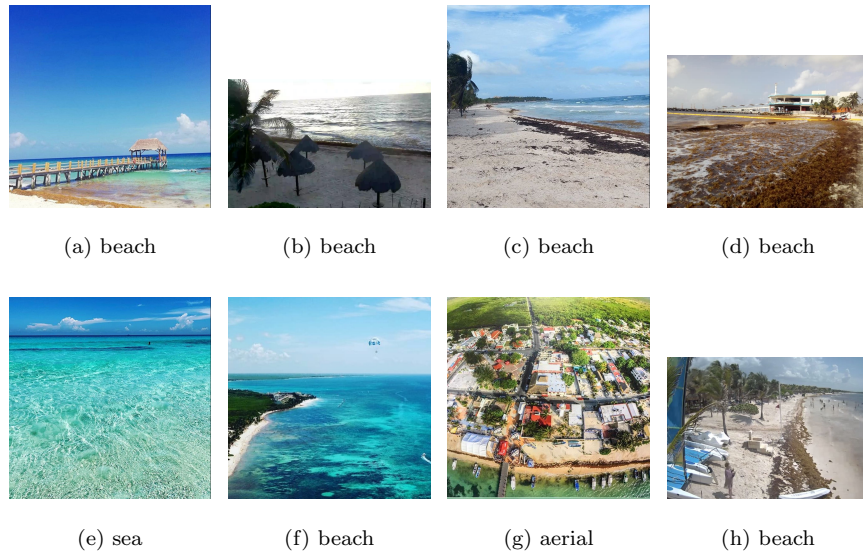 (a) beach
(b) beach
(c) beach
(d) beach
(e) sea
(f) beach
(g) aerial
(h) beach